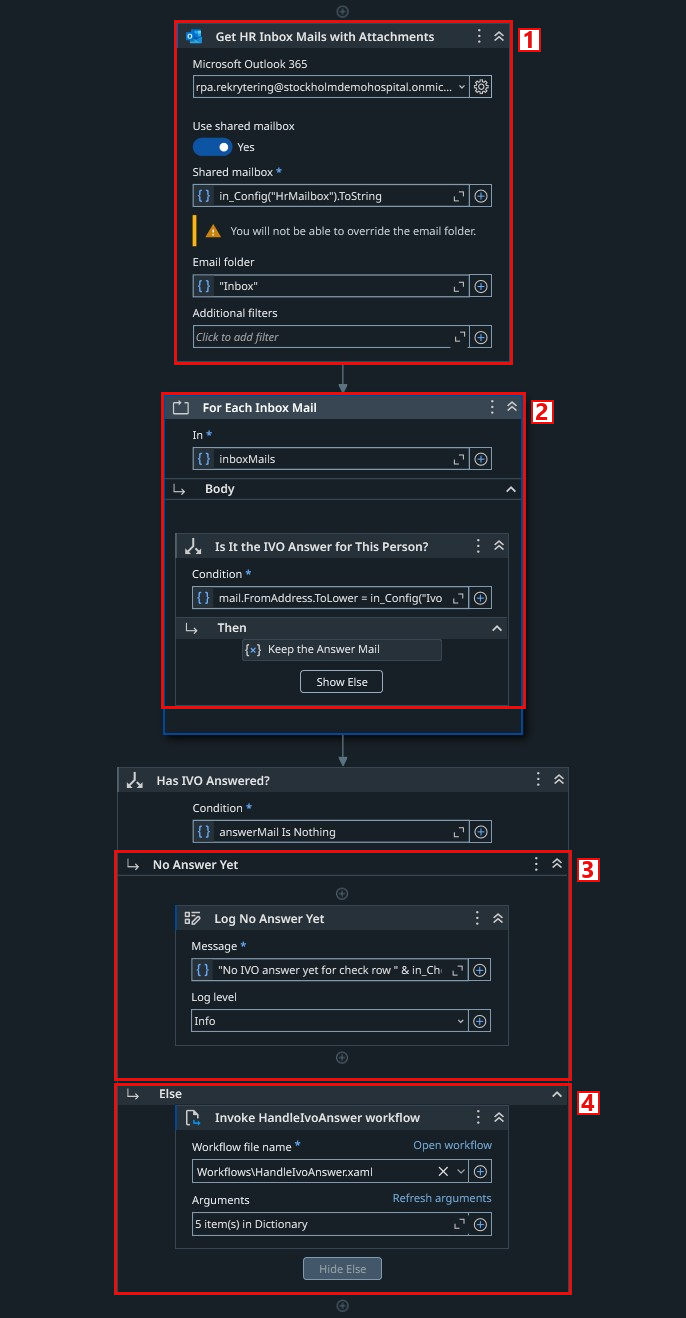 Get HR Inbox Mails with Attachments
1
Microsoft Outlook 365
rpa.rekrytering@stockholmdemohospital.onmic...
Use shared mailbox
Yes
Shared mailbox *
in_Config("HrMailbox").ToString
You will not be able to override the email folder.
Email folder
"Inbox"
Additional filters
Click to add filter
For Each Inbox Mail
2
In *
inboxMails
Body
Is It the IVO Answer for This Person?
Condition *
mail.FromAddress.ToLower = in_Config("Ivo
Then
Keep the Answer Mail
Show Else
Has IVO Answered?
Condition *
answerMail Is Nothing
No Answer Yet
3
Log No Answer Yet
Message *
"No IVO answer yet for check row " & in_Ch
Log level
Info
Else
4
Invoke HandleIvoAnswer workflow
Workflow file name * Open workflow
Workflows\HandleIvoAnswer.xaml
Arguments Refresh arguments
5 item(s) in Dictionary
Hide Else